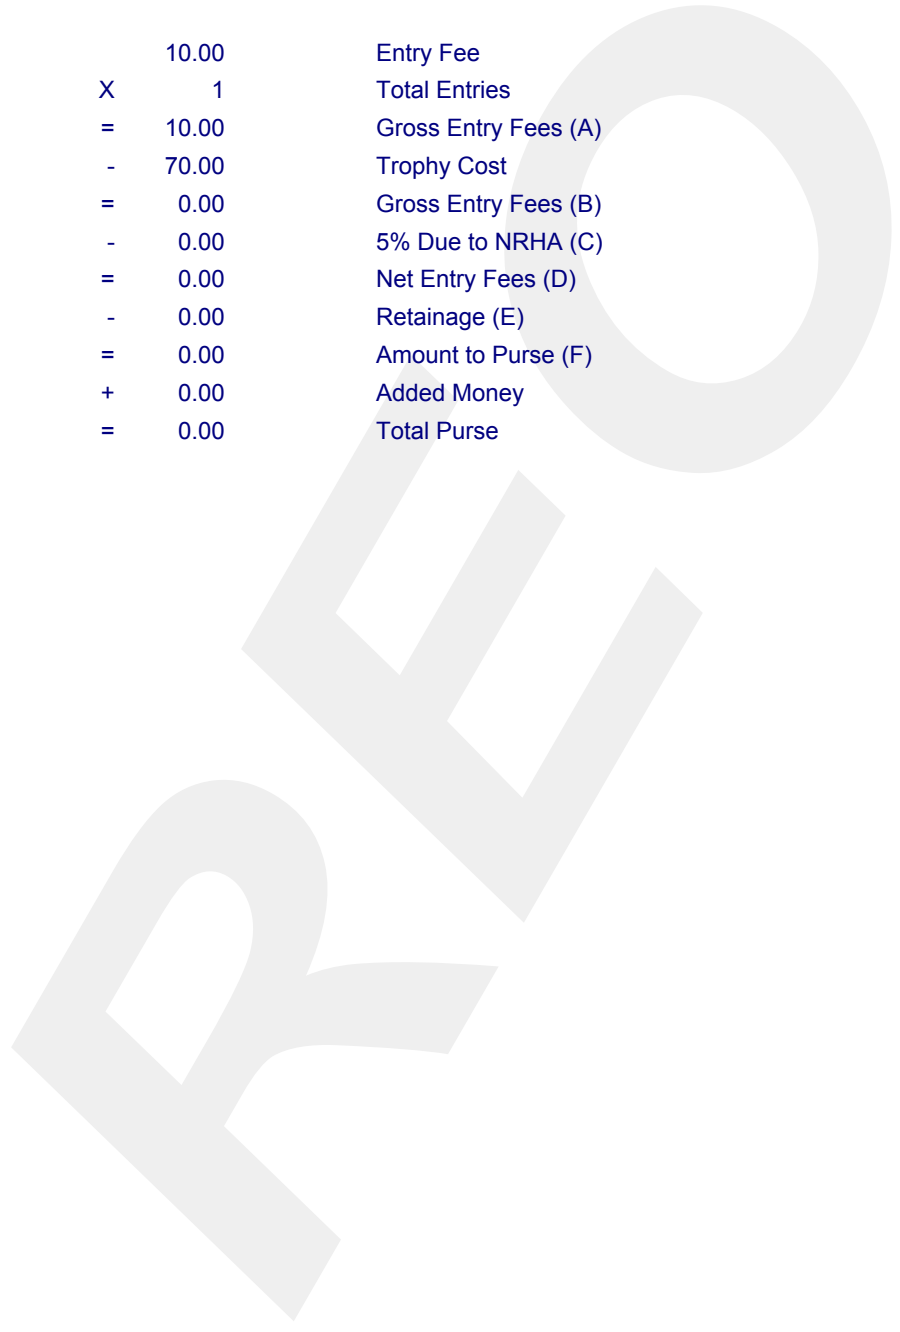 10.00 Entry Fee
X 1 Total Entries
= 10.00 Gross Entry Fees (A)
- 70.00 Trophy Cost
= 0.00 Gross Entry Fees (B)
- 0.00 5% Due to NRHA (C)
= 0.00 Net Entry Fees (D)
- 0.00 Retainage (E)
= 0.00 Amount to Purse (F)
+ 0.00 Added Money
= 0.00 Total Purse
REO